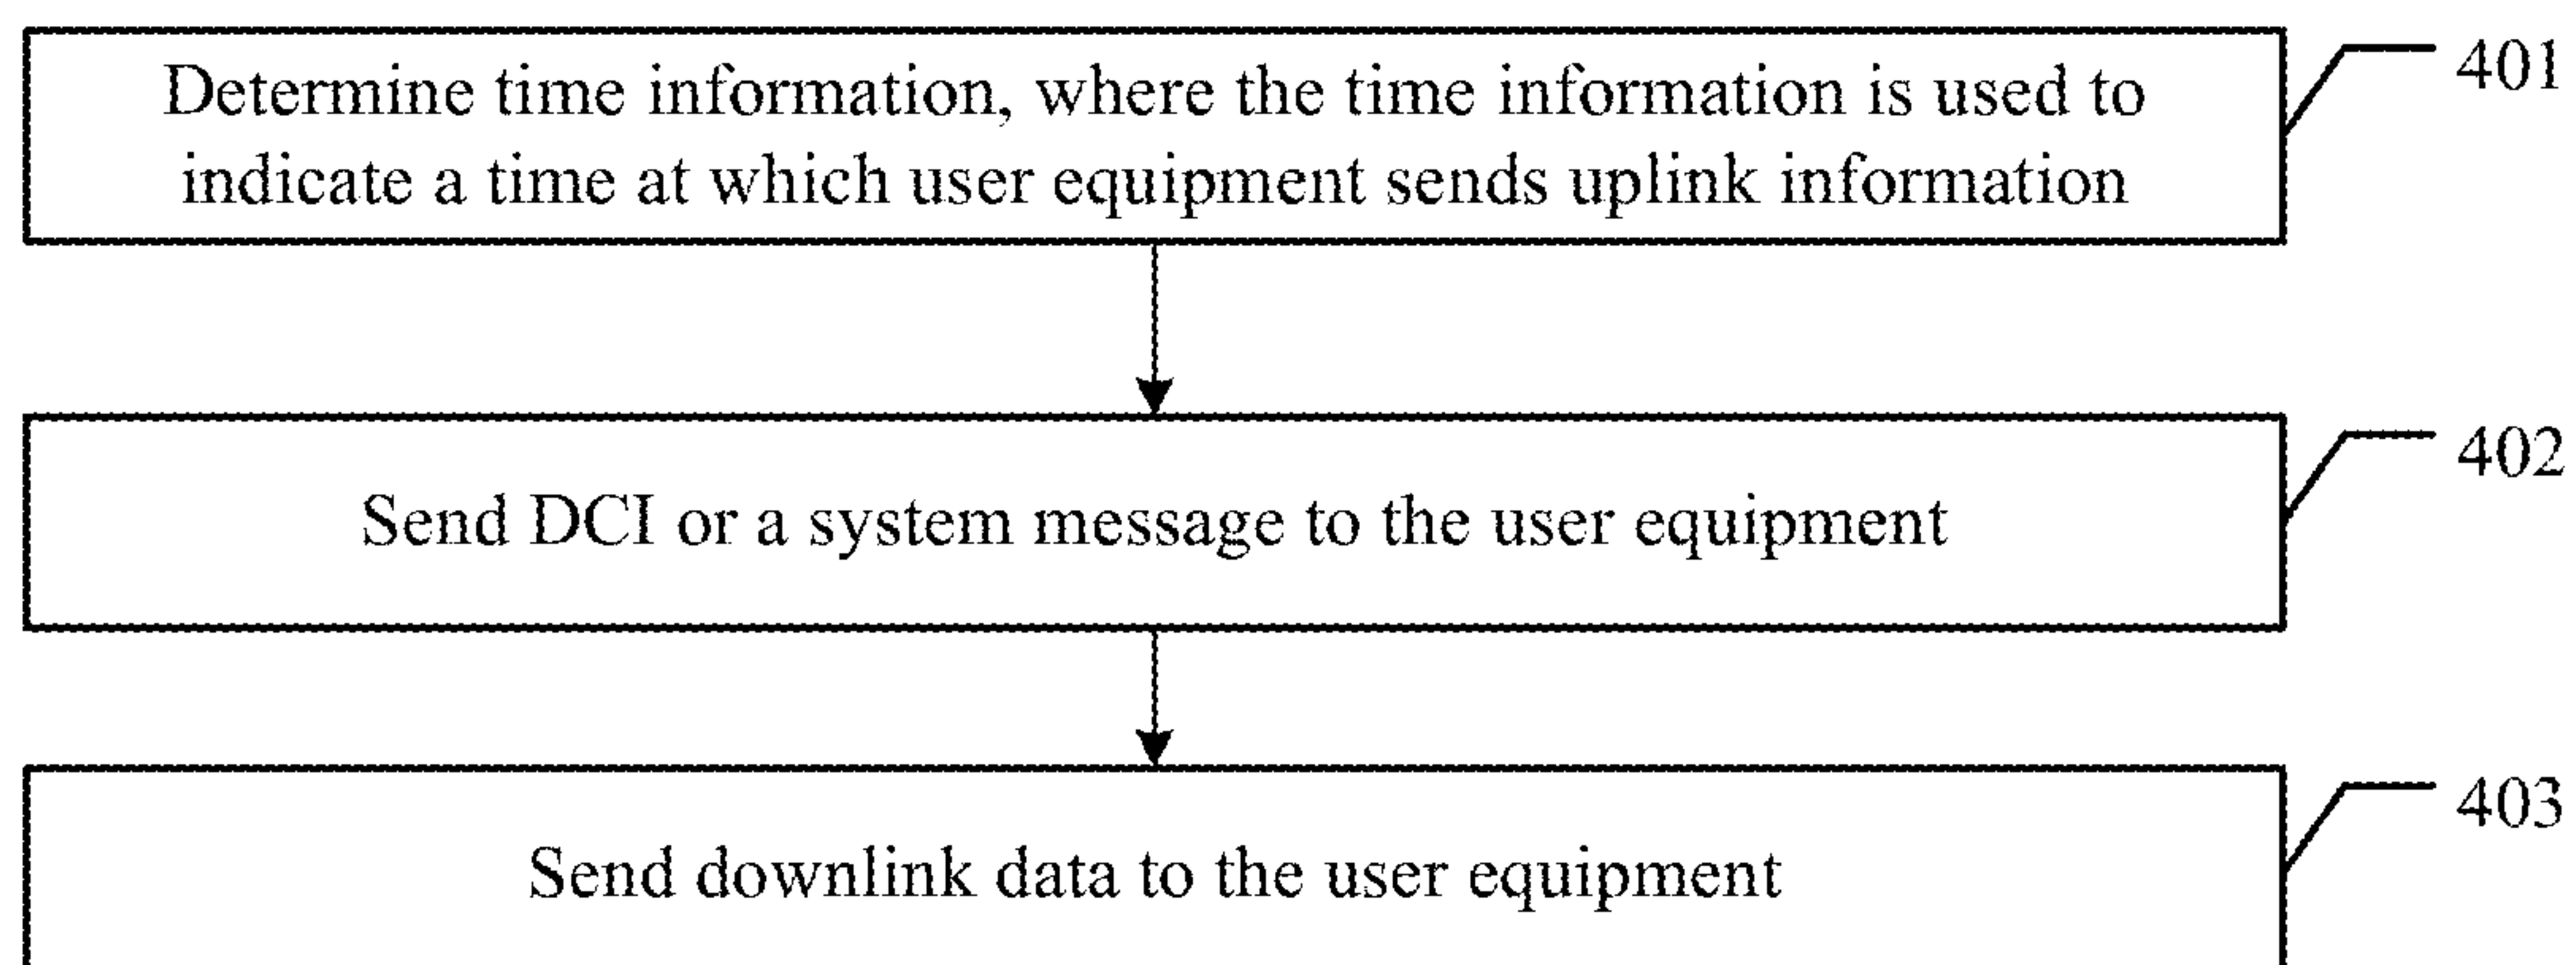 Determine time information, where the time information is used to
indicate a time at which user equipment sends uplink information
401
Send DCI or a system message to the user equipment
402
Send downlink data to the user equipment
403